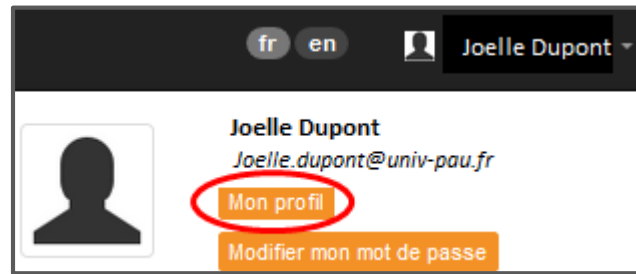 fr en Joelle Dupont
Joelle Dupont
Joelle.dupont@univ-pau.fr
Mon profil
Modifier mon mot de passe